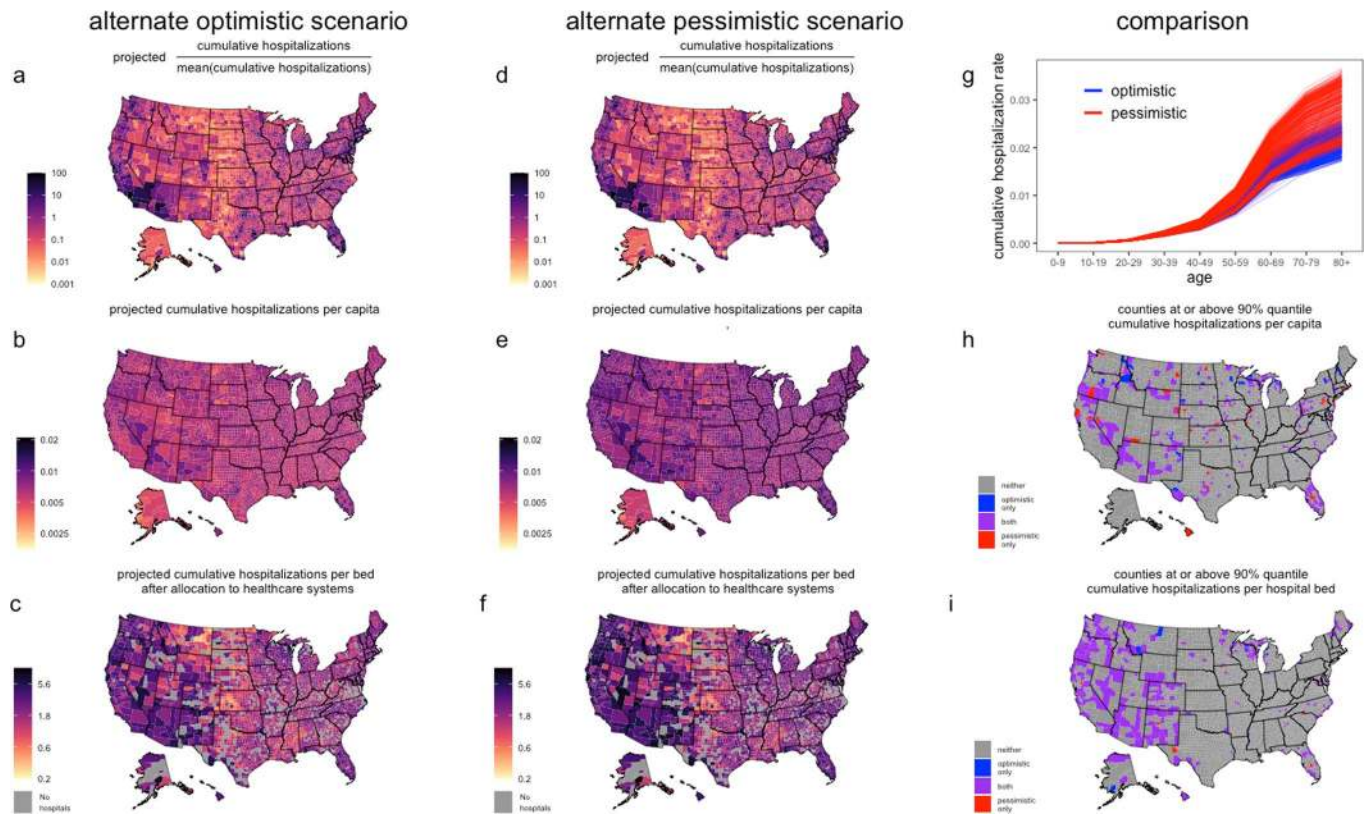 alternate optimistic scenario
alternate pessimistic scenario
comparison
a
projected
cumulative hospitalizations
mean(cumulative hospitalizations)
100
10
1
0.1
0.01
0.001
d
projected
cumulative hospitalizations
mean(cumulative hospitalizations)
100
10
1
0.1
0.01
0.001
g
cumulative hospitalization rate
0.03
0.02
0.01
0.00
optimistic
pessimistic
0-9 10-19 20-29 30-39 40-49 50-59 60-69 70-79 80+
age
b
projected cumulative hospitalizations per capita
0.02
0.01
0.005
0.0025
e
projected cumulative hospitalizations per capita
0.02
0.01
0.005
0.0025
h
counties at or above 90% quantile
cumulative hospitalizations per capita
neither
optimistic
only
both
pessimistic
only
c
projected cumulative hospitalizations per bed
after allocation to healthcare systems
5.6
1.8
0.6
0.2
No
hospitals
f
projected cumulative hospitalizations per bed
after allocation to healthcare systems
5.6
1.8
0.6
0.2
No
hospitals
i
counties at or above 90% quantile
cumulative hospitalizations per hospital bed
neither
optimistic
only
both
pessimistic
only